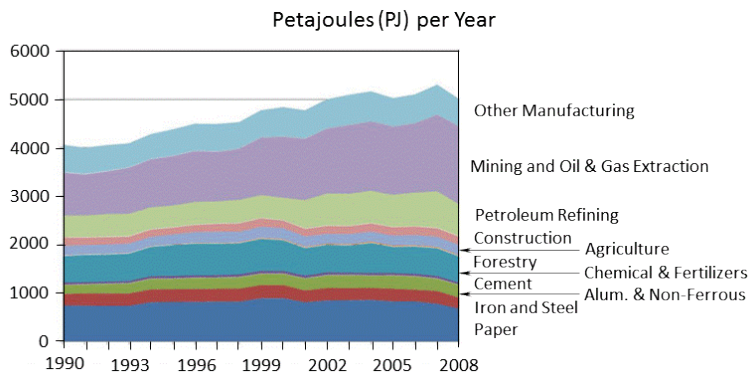 Petajoules (PJ) per Year
6000
5000
4000
3000
2000
1000
0
1990
1993
1996
1999
2002
2005
2008
Other Manufacturing
Mining and Oil & Gas Extraction
Petroleum Refining
Construction
Agriculture
Forestry
Chemical & Fertilizers
Cement
Alum. & Non-Ferrous
Iron and Steel
Paper